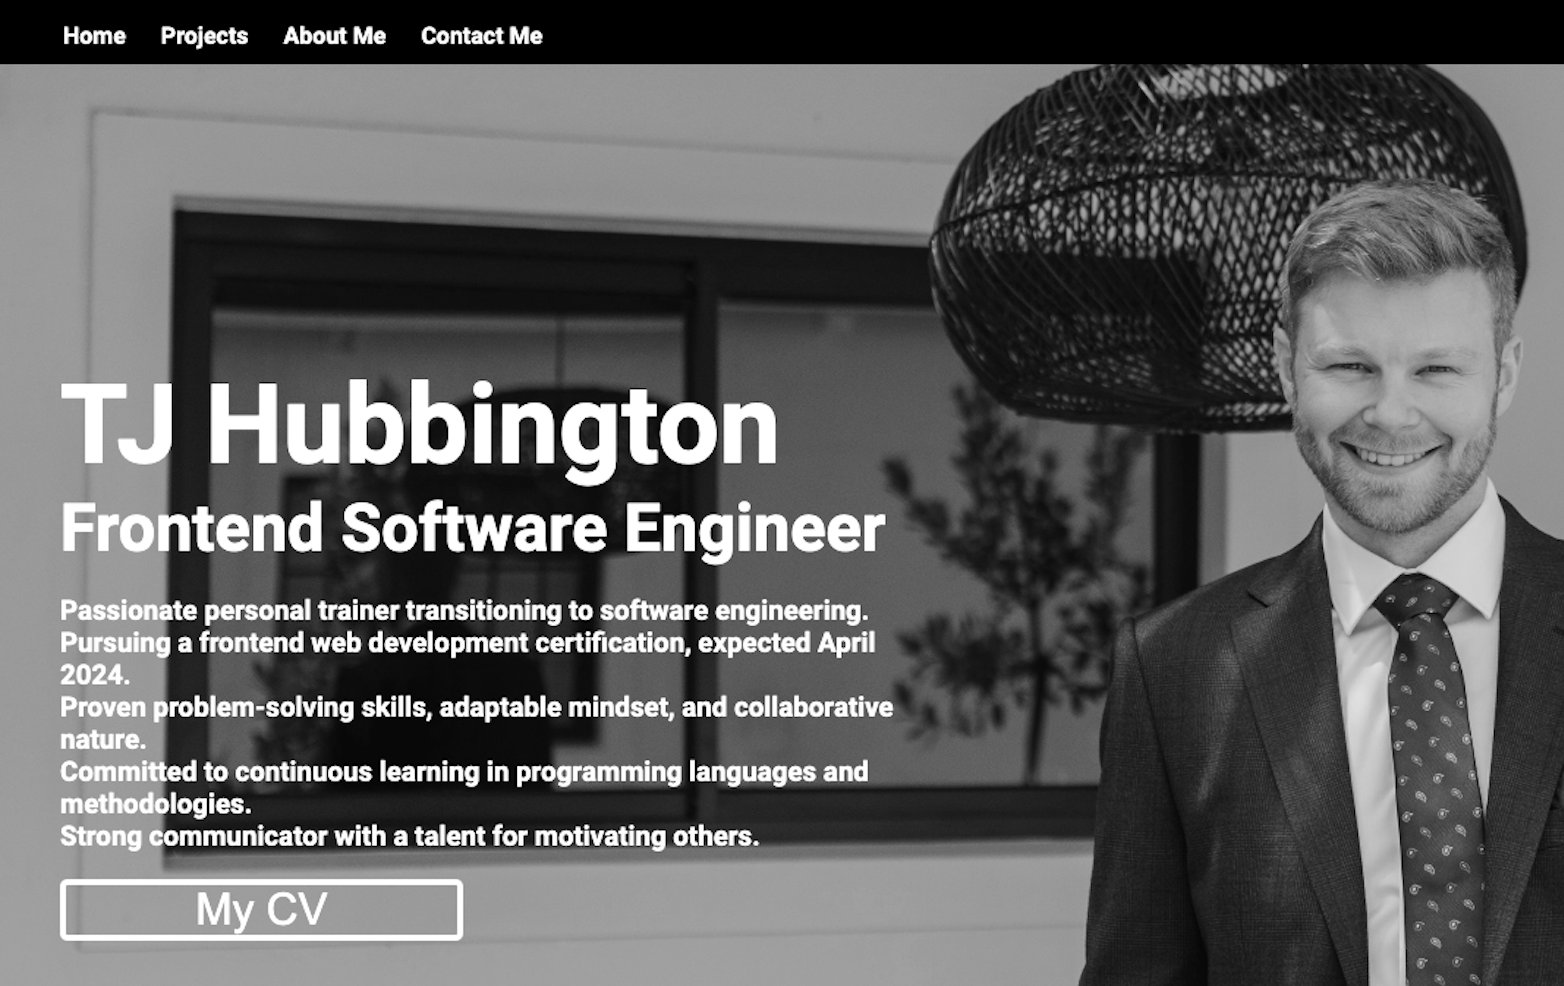 Home Projects About Me Contact Me
TJ Hubbington
Frontend Software Engineer
Passionate personal trainer transitioning to software engineering.
Pursuing a frontend web development certification, expected April
2024.
Proven problem-solving skills, adaptable mindset, and collaborative
nature.
Committed to continuous learning in programming languages and
methodologies.
Strong communicator with a talent for motivating others.
My CV